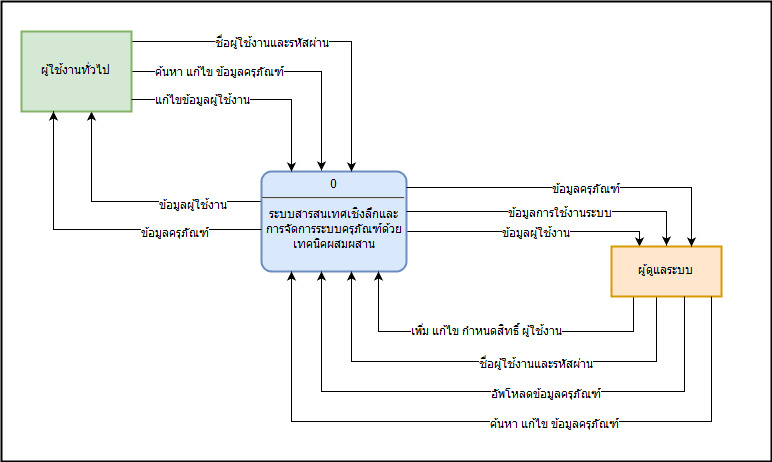 ชื่อผู้ใช้งานและรหัสผ่าน
ผู้ใช้งานทั่วไป
ค้นหา แก้ไข ข้อมูลครุภัณฑ์
แก้ไขข้อมูลผู้ใช้งาน
ข้อมูลผู้ใช้งาน
ข้อมูลครุภัณฑ์
0
ระบบสารสนเทศเชิงลึกและ
การจัดการระบบครุภัณฑ์ด้วย
เทคนิคผสมผสาน
ข้อมูลครุภัณฑ์
ข้อมูลการใช้งานระบบ
ข้อมูลผู้ใช้งาน
ผู้ดูแลระบบ
เพิ่ม แก้ไข กำหนดสิทธิ์ ผู้ใช้งาน
ชื่อผู้ใช้งานและรหัสผ่าน
อัพโหลดข้อมูลครุภัณฑ์
ค้นหา แก้ไข ข้อมูลครุภัณฑ์